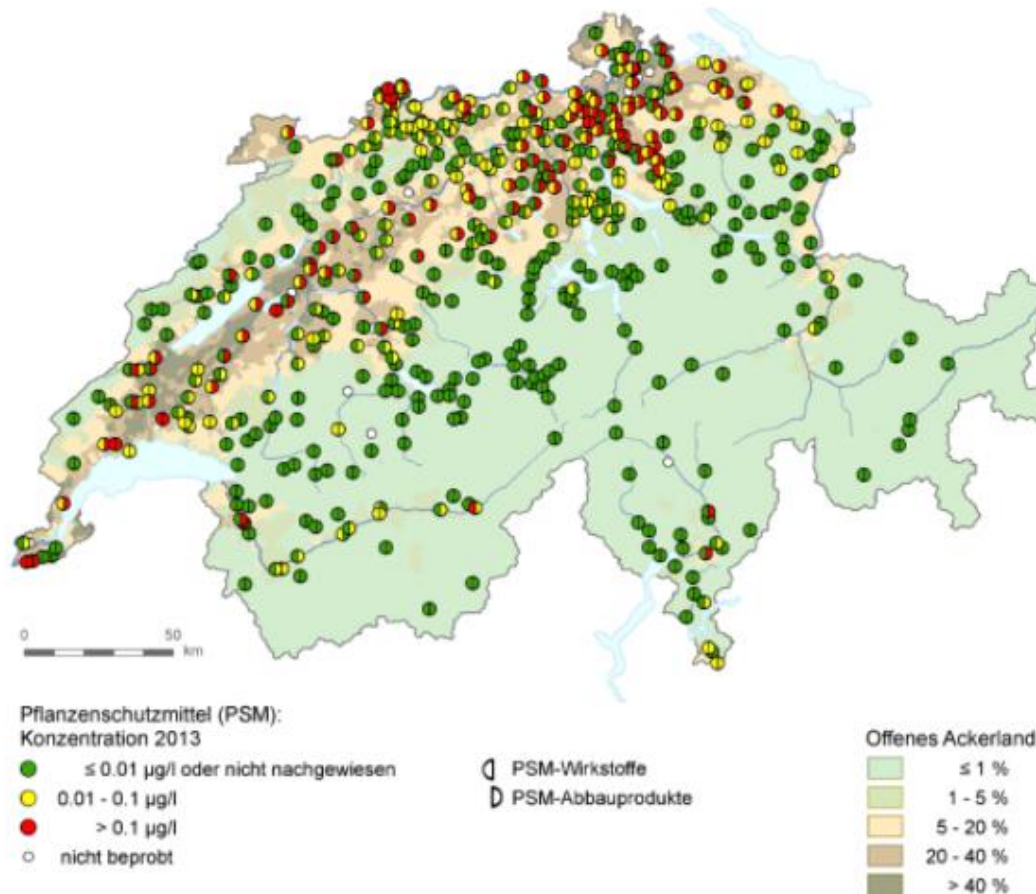 0 50
km
Pflanzenschutzmittel (PSM):
Konzentration 2013
≤ 0.01 µg/l oder nicht nachgewiesen
0.01 - 0.1 µg/l
> 0.1 µg/l
nicht beprobt
PSM-Wirkstoffe
PSM-Abbauprodukte
Offenes Ackerland
≤ 1 %
1 - 5 %
5 - 20 %
20 - 40 %
> 40 %